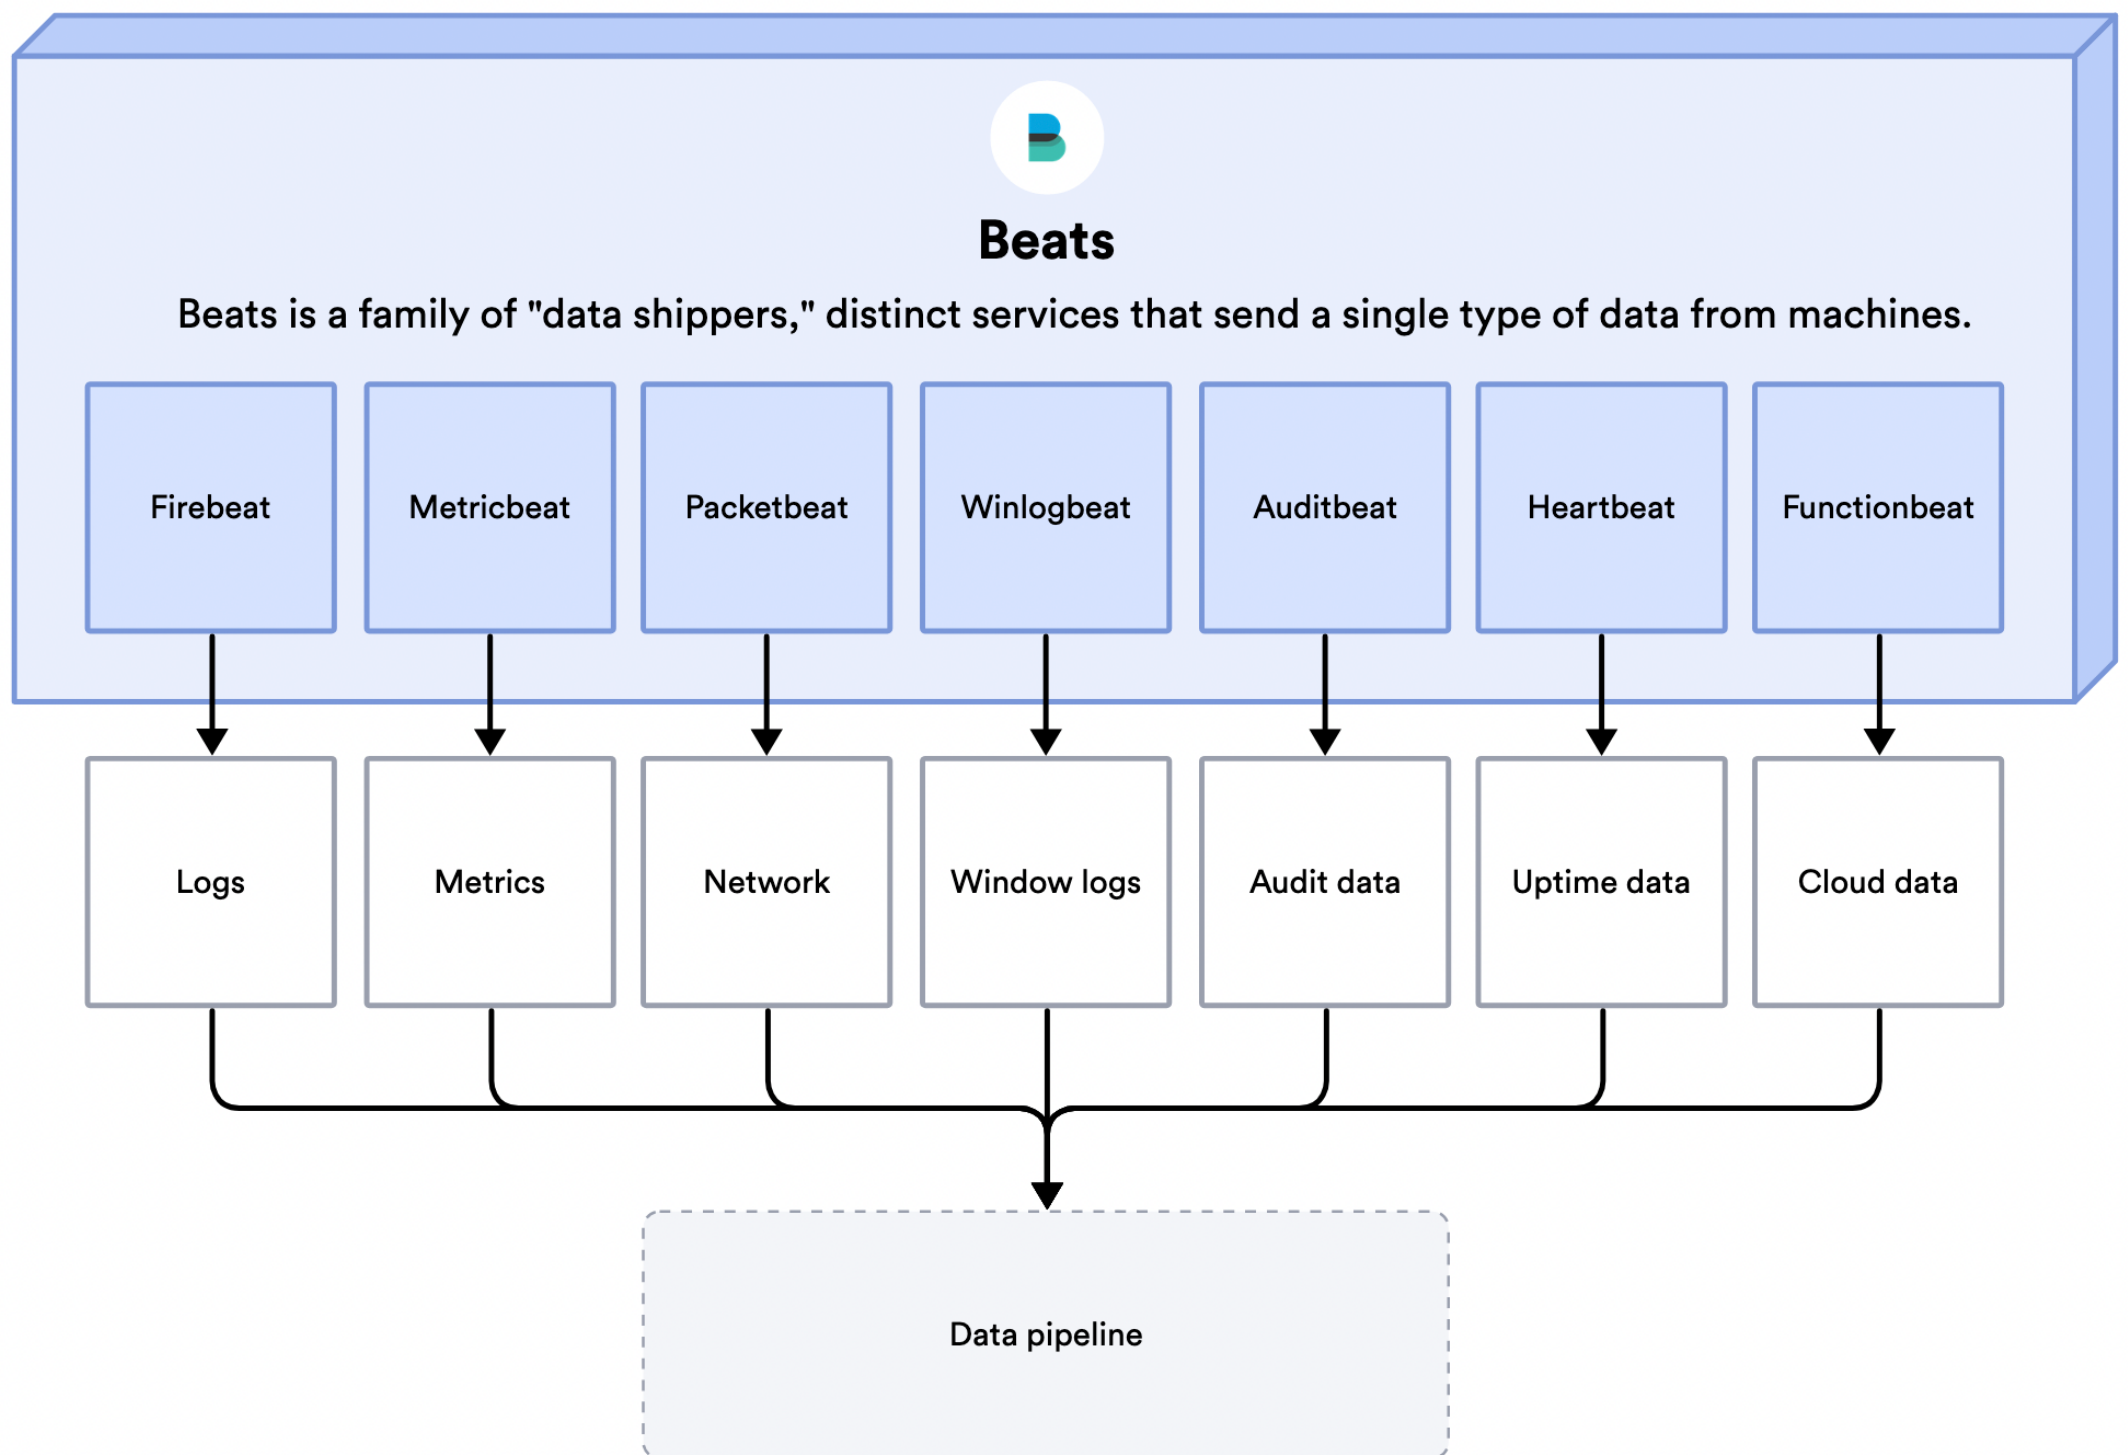 Beats
Beats is a family of "data shippers," distinct services that send a single type of data from machines.
Firebeat
Metricbeat
Packetbeat
Winlogbeat
Auditbeat
Heartbeat
Functionbeat
Logs
Metrics
Network
Window logs
Audit data
Uptime data
Cloud data
Data pipeline